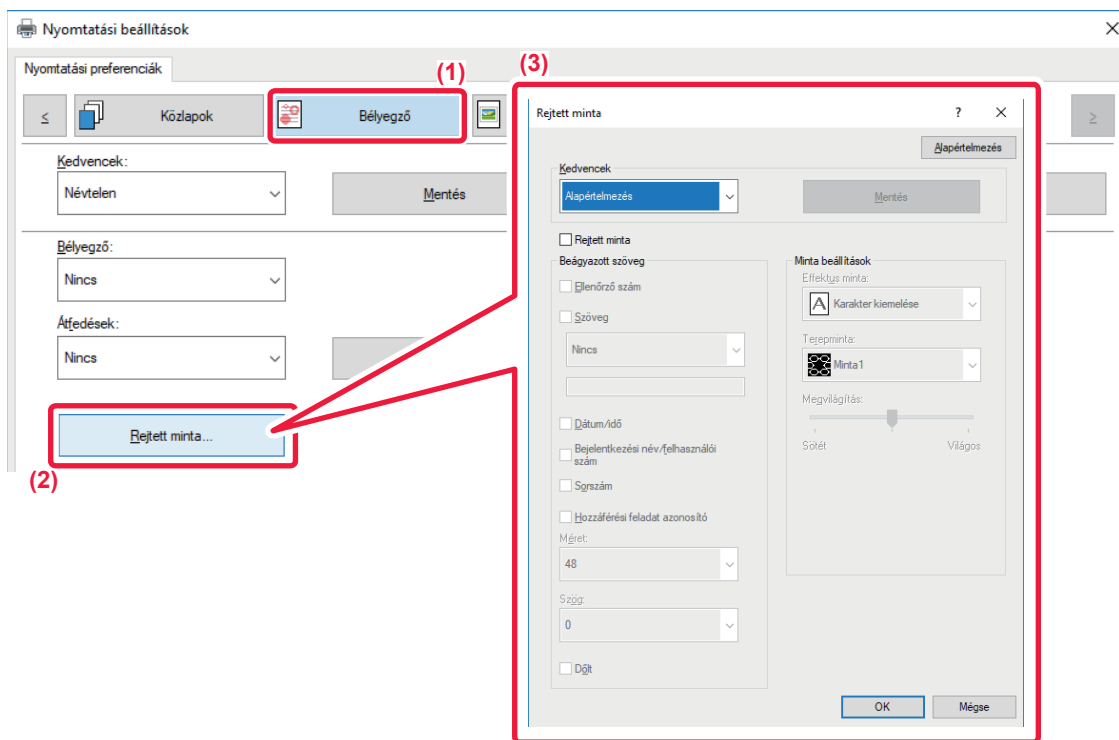 Nyomtatási beállítások
Nyomtatási preferenciák
(1)
(3)
<
Közlapok
Bélyegző
>
Kedvencek:
Névtelen
Mentés
Bélyegző:
Nincs
Átfedések:
Nincs
Rejtett minta...
(2)
Rejtett minta
?
Alapértelmezés
Kedvencek
Alapértelmezés
Mentés
Rejtett minta
Beágyazott szöveg
Ellenőrző szám
Szöveg
Nincs
Dátum/idő
Bejelentkezési név/felhasználói
szám
Sorszám
Hozzáférési feladat azonosító
Méret:
48
Szög:
0
Dőlt
Minta beállítások
Effektus minta:
A Karakter kiemelése
Terepminta:
Minta1
Megvilágítás:
Sötét Világos
OK
Mégse